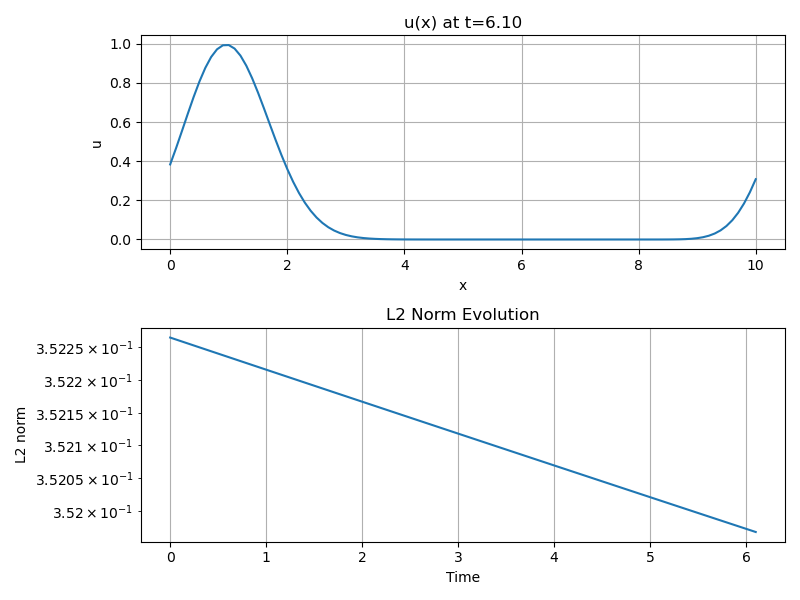 u(x) at t=6.10
1.0
0.8
0.6
0.4
0.2
0.0
u
0 2 4 6 8 10
x
L2 Norm Evolution
3.5225 × 10⁻¹
3.522 × 10⁻¹
3.5215 × 10⁻¹
3.521 × 10⁻¹
3.5205 × 10⁻¹
3.52 × 10⁻¹
L2 norm
0 1 2 3 4 5 6
Time